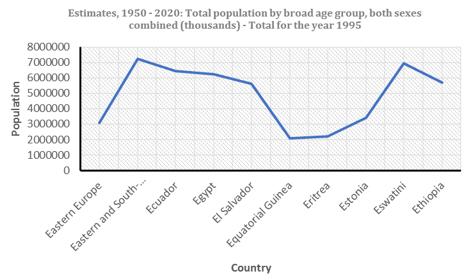 Estimates, 1950 - 2020: Total population by broad age group, both sexes
combined (thousands) - Total for the year 1995
8000000
7000000
6000000
5000000
4000000
3000000
2000000
1000000
0
Population
Eastern Europe
Eastern and South-...
Ecuador
Egypt
El Salvador
Equatorial Guinea
Eritrea
Estonia
Eswatini
Ethiopia
Country